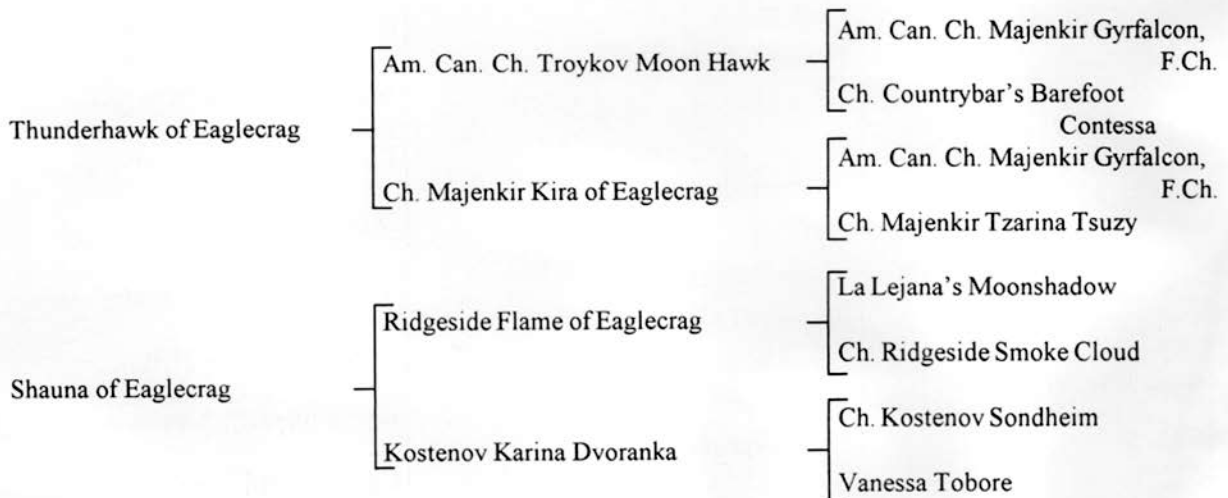 Am. Can. Ch. Majenkir Gyrfalcon,
F.Ch.
Am. Can. Ch. Troykov Moon Hawk
Ch. Countrybar's Barefoot
Contessa
Thunderhawk of Eaglecrag
Am. Can. Ch. Majenkir Gyrfalcon,
F.Ch.
Ch. Majenkir Kira of Eaglecrag
Ch. Majenkir Tzarina Tsuzy
La Lejana's Moonshadow
Ridgeside Flame of Eaglecrag
Ch. Ridgeside Smoke Cloud
Shauna of Eaglecrag
Ch. Kostenov Sondheim
Kostenov Karina Dvoranka
Vanessa Tobore